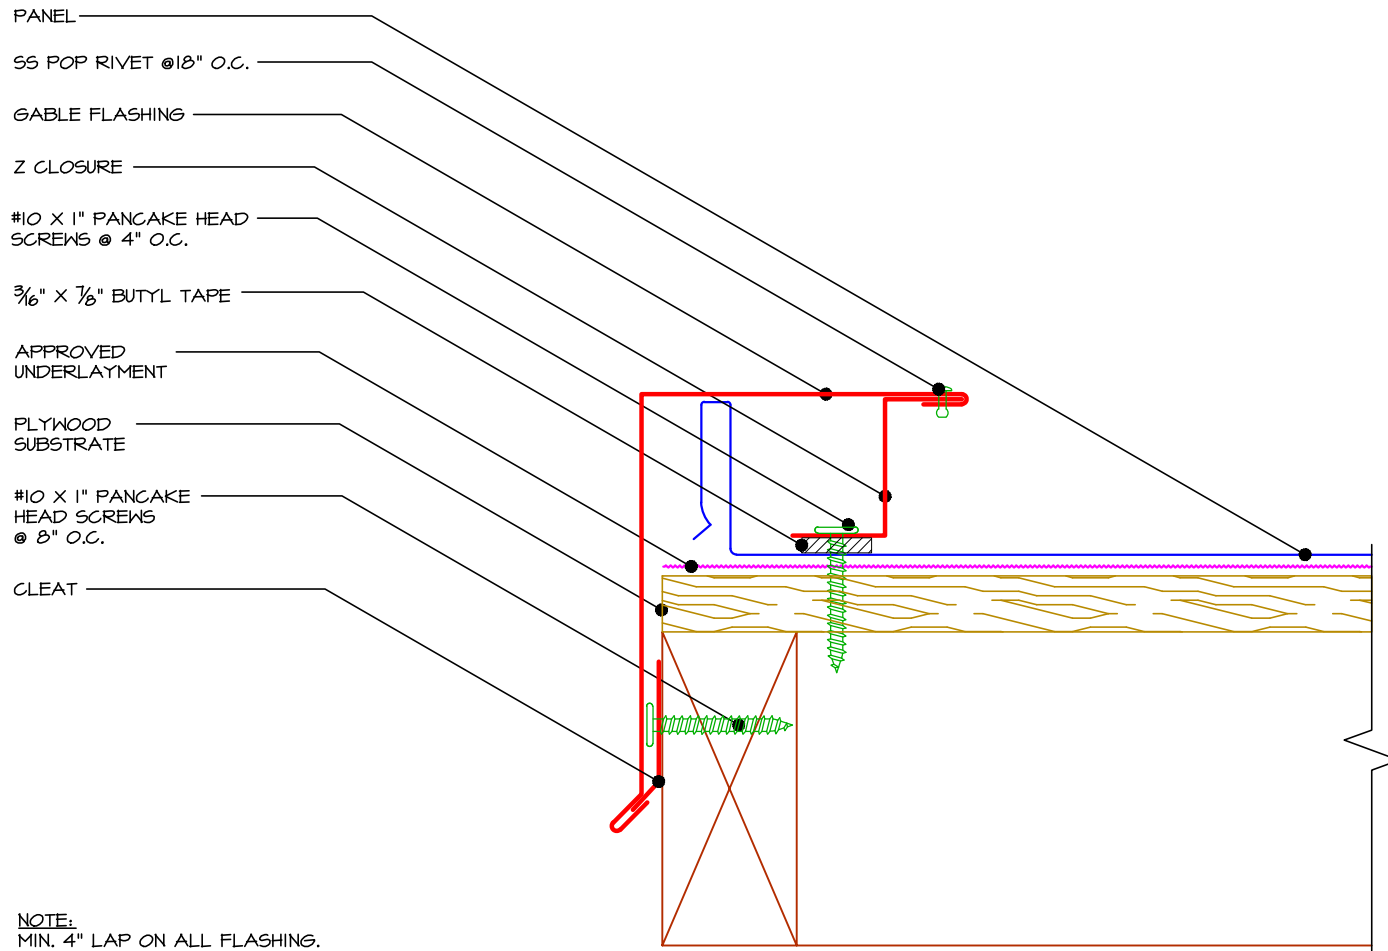 PANEL
SS POP RIVET @18" O.C.
GABLE FLASHING
Z CLOSURE
#10 X 1" PANCAKE HEAD
SCREWS @ 4" O.C.
3/16" X 7/8" BUTYL TAPE
APPROVED
UNDERLAYMENT
PLYWOOD
SUBSTRATE
#10 X 1" PANCAKE
HEAD SCREWS
@ 8" O.C.
CLEAT
NOTE:
MIN. 4" LAP ON ALL FLASHING.